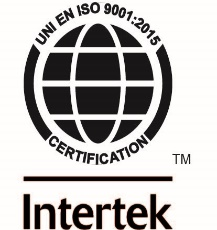 UNI EN ISO 9001:2015
CERTIFICATION
TM
Intertek